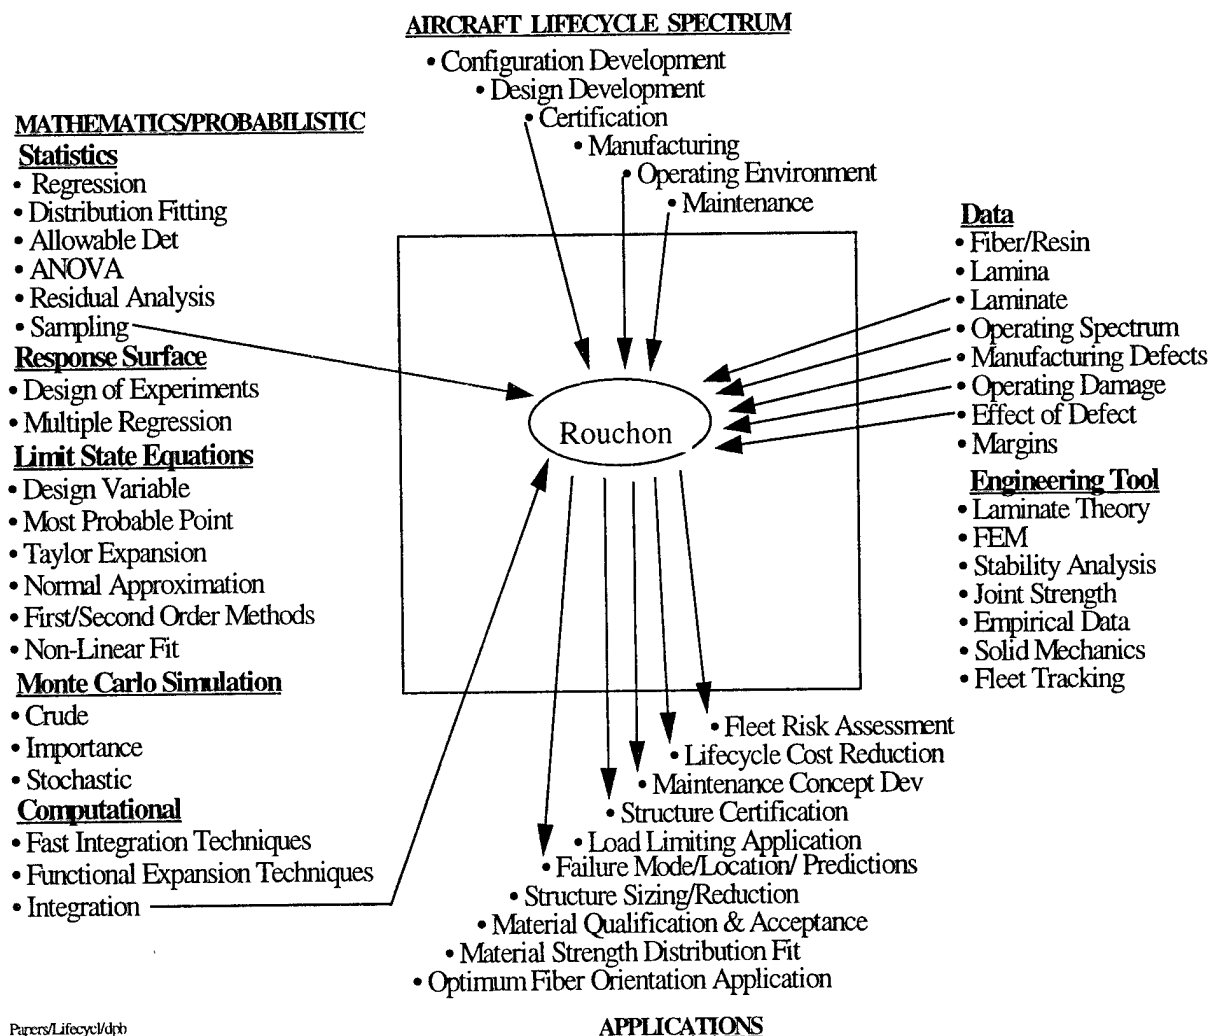 AIRCRAFT LIFECYCLE SPECTRUM
• Configuration Development
• Design Development
• Certification
• Manufacturing
• Operating Environment
• Maintenance
MATHEMATICS/PROBABILISTIC
Statistics
• Regression
• Distribution Fitting
• Allowable Det
• ANOVA
• Residual Analysis
• Sampling
Response Surface
• Design of Experiments
• Multiple Regression
Limit State Equations
• Design Variable
• Most Probable Point
• Taylor Expansion
• Normal Approximation
• First/Second Order Methods
• Non-Linear Fit
Monte Carlo Simulation
• Crude
• Importance
• Stochastic
Computational
• Fast Integration Techniques
• Functional Expansion Techniques
• Integration
Rouchon
Data
• Fiber/Resin
• Lamina
• Laminate
• Operating Spectrum
• Manufacturing Defects
• Operating Damage
• Effect of Defect
• Margins
Engineering Tool
• Laminate Theory
• FEM
• Stability Analysis
• Joint Strength
• Empirical Data
• Solid Mechanics
• Fleet Tracking
• Fleet Risk Assessment
• Lifecycle Cost Reduction
• Maintenance Concept Dev
• Structure Certification
• Load Limiting Application
• Failure Mode/Location/ Predictions
• Structure Sizing/Reduction
• Material Qualification & Acceptance
• Material Strength Distribution Fit
• Optimum Fiber Orientation Application
APPLICATIONS
Papers/Lifecycl/dpb